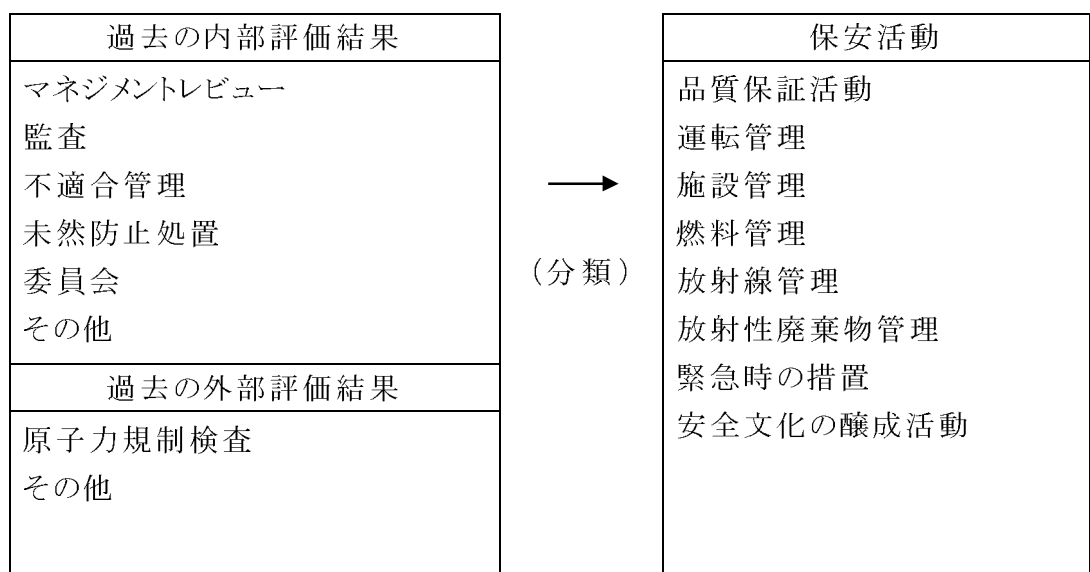 過去の内部評価結果
マネジメントレビュー
監査
不適合管理
未然防止処置
委員会
その他
過去の外部評価結果
原子力規制検査
その他
(分類)
保安活動
品質保証活動
運転管理
施設管理
燃料管理
放射線管理
放射性廃棄物管理
緊急時の措置
安全文化の醸成活動